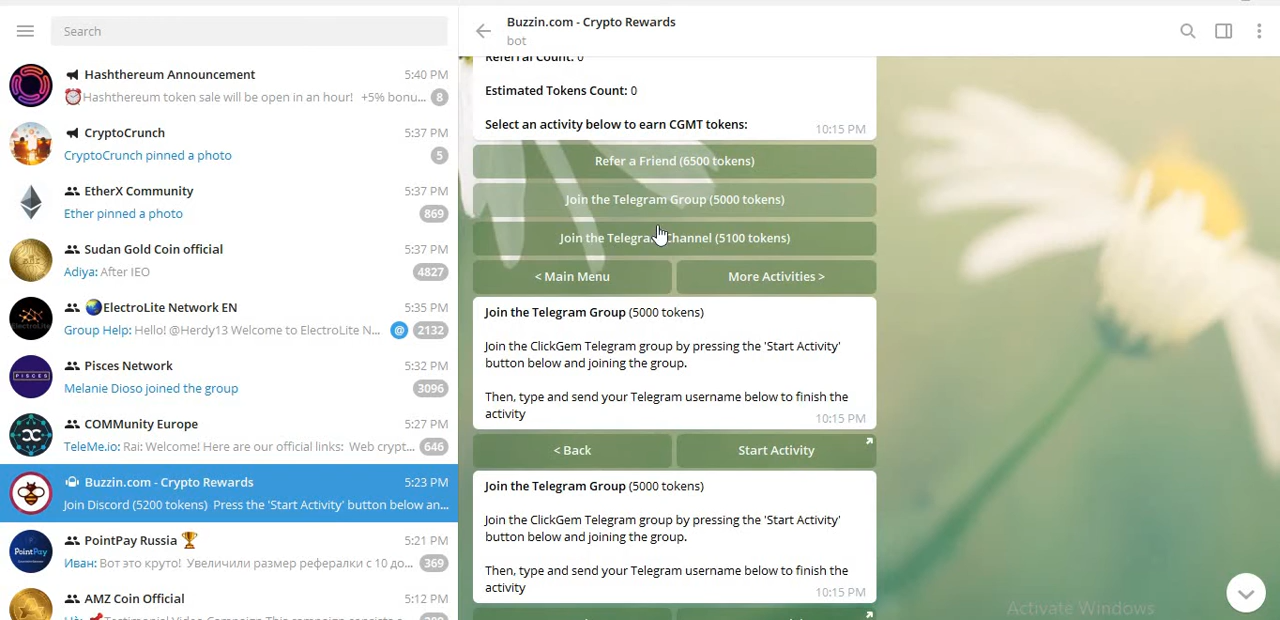 Search
Hashthereum Announcement 5:40 PM
Hashthereum token sale will be open in an hour! +5% bonu... 8
CryptoCrunch 5:37 PM
CryptoCrunch pinned a photo 5
EtherX Community 5:37 PM
Ether pinned a photo 869
Sudan Gold Coin official 5:37 PM
Adiya: After IEO 4827
ElectroLite Network EN 5:35 PM
Group Help: Hello! @Herdy13 Welcome to ElectroLite N... @ 2132
Pisces Network 5:32 PM
Melanie Dioso joined the group 3096
COMMunity Europe 5:27 PM
TeleMe.io: Rai: Welcome! Here are our official links: Web crypt... 646
Buzzin.com - Crypto Rewards 5:23 PM
Join Discord (5200 tokens) Press the 'Start Activity' button below an...
PointPay Russia 🏆 5:21 PM
Иван: Вот это круто! Увеличили размер рефералки с 10 до... 369
AMZ Coin Official 5:12 PM
Buzzin.com - Crypto Rewards
bot
Referral Count: 0
Estimated Tokens Count: 0
Select an activity below to earn CGMT tokens:
10:15 PM
Refer a Friend (6500 tokens)
Join the Telegram Group (5000 tokens)
Join the Telegram Channel (5100 tokens)
< Main Menu
More Activities >
Join the Telegram Group (5000 tokens)
Join the ClickGem Telegram group by pressing the 'Start Activity'
button below and joining the group.
Then, type and send your Telegram username below to finish the
activity
10:15 PM
< Back
Start Activity
Join the Telegram Group (5000 tokens)
Join the ClickGem Telegram group by pressing the 'Start Activity'
button below and joining the group.
Then, type and send your Telegram username below to finish the
activity
10:15 PM
Activate Windows
PISCES
PointPay